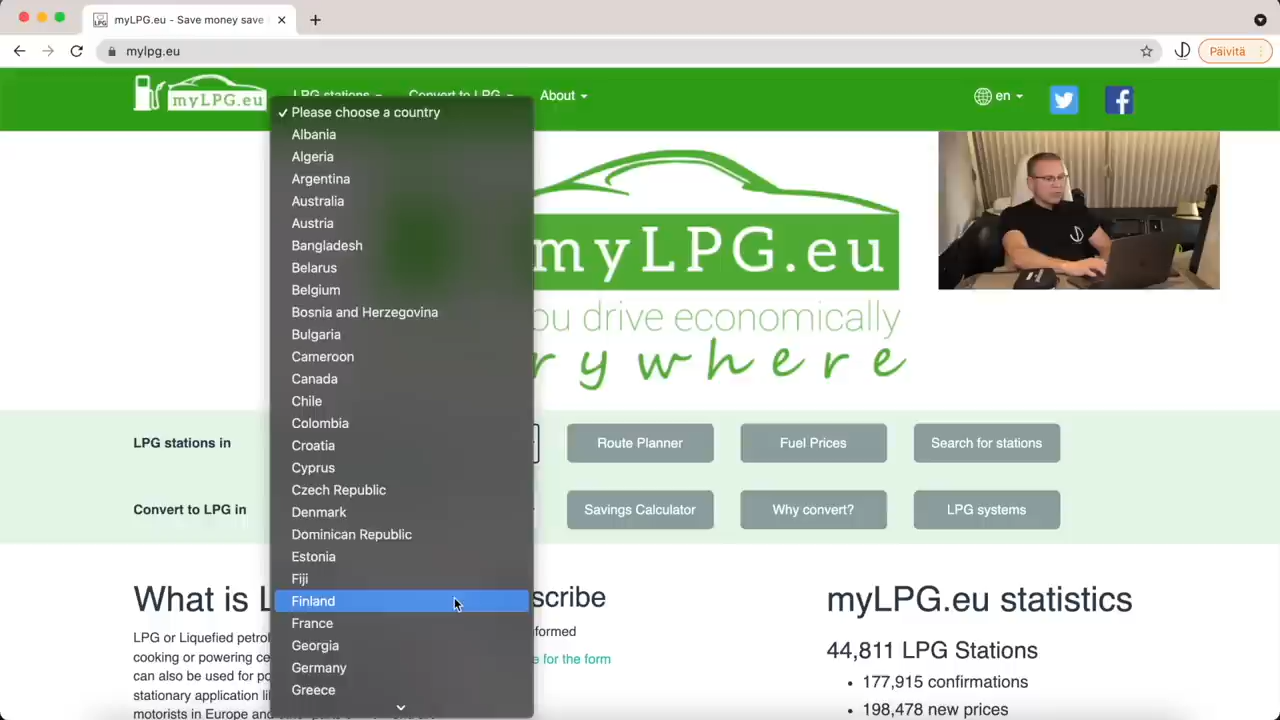 myLPG.eu - Save money save
mylpg.eu
Päivitä
myLPG.eu
LPG stations
Convert to LPG
About
en
Please choose a country
Albania
Algeria
Argentina
Australia
Austria
Bangladesh
Belarus
Belgium
Bosnia and Herzegovina
Bulgaria
Cameroon
Canada
Chile
Colombia
Croatia
Cyprus
Czech Republic
Denmark
Dominican Republic
Estonia
Fiji
Finland
France
Georgia
Germany
Greece
myLPG.eu
ou drive economically
rywhere
LPG stations in
Route Planner
Fuel Prices
Search for stations
Convert to LPG in
Savings Calculator
Why convert?
LPG systems
What is L
LPG or Liquefied petrol
cooking or powering ce
can also be used for po
stationary application li
motorists in Europe and
scribe
formed
e for the form
myLPG.eu statistics
44,811 LPG Stations
177,915 confirmations
198,478 new prices